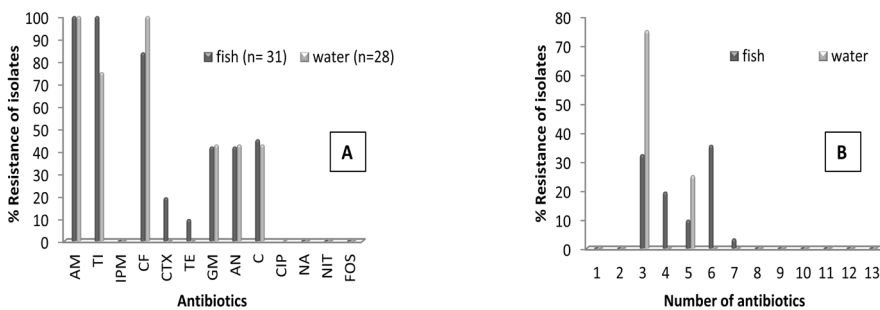 100
90
80
70
60
50
40
30
20
10
0
% Resistance of isolates
fish (n= 31) water (n=28)
A
AM TI IPM CF CTX TE GM AN C CIP NA NIT FOS
Antibiotics
80
70
60
50
40
30
20
10
0
% Resistance of isolates
fish water
B
1 2 3 4 5 6 7 8 9 10 11 12 13
Number of antibiotics